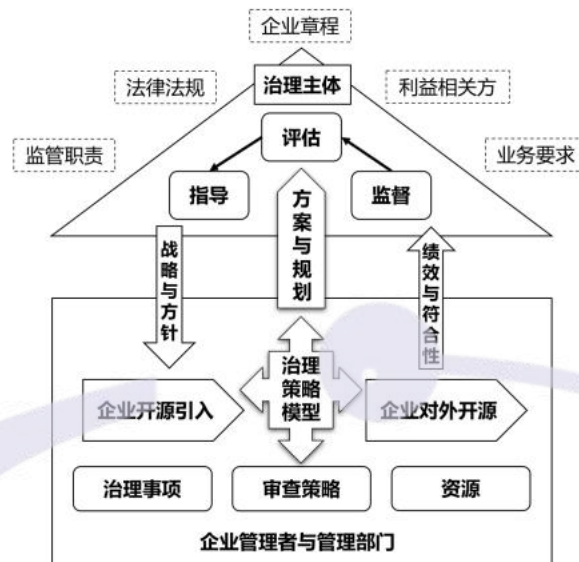 企业章程
法律法规
治理主体
利益相关方
监管职责
评估
业务要求
指导
监督
战略与方针
方案与规划
绩效与符合性
企业开源引入
治理
策略
模型
企业对外开源
治理事项
审查策略
资源
企业管理者与管理部门